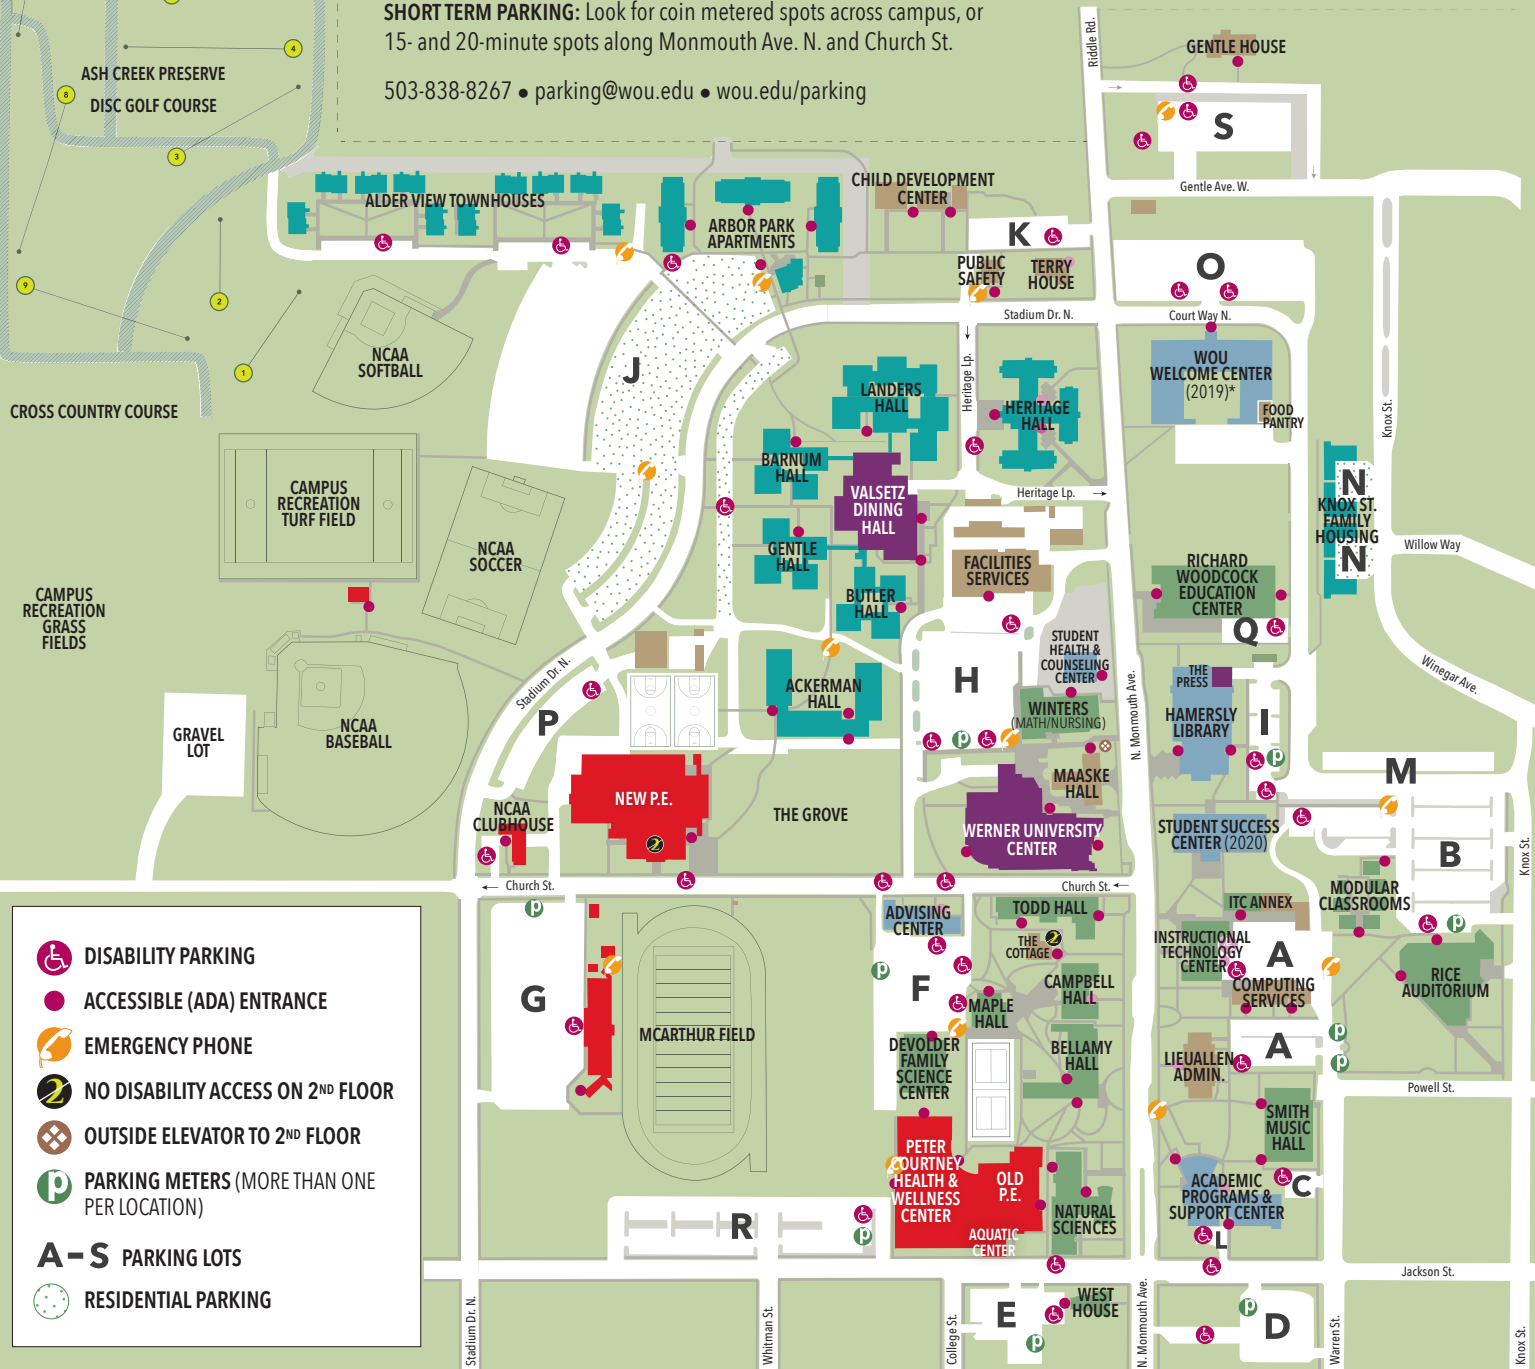 SHORT TERM PARKING: Look for coin metered spots across campus, or
15- and 20-minute spots along Monmouth Ave. N. and Church St.
503-838-8267 ● parking@wou.edu ● wou.edu/parking
Riddle Rd.
GENTLE HOUSE
4
ASH CREEK PRESERVE
DISC GOLF COURSE
8
3
S
Gentle Ave. W.
ALDER VIEW TOWNHOUSES
ARBOR PARK
APARTMENTS
CHILD DEVELOPMENT
CENTER
K
PUBLIC
SAFETY
TERRY
HOUSE
O
9
2
1
Stadium Dr. N.
Court Way N.
NCAA
SOFTBALL
J
LANDERS
HALL
Heritage Lp.
HERITAGE
HALL
WOU
WELCOME CENTER
(2019)*
FOOD
PANTRY
Knox St.
CROSS COUNTRY COURSE
BARNUM
HALL
VALSETZ
DINING
HALL
Heritage Lp.
N
KNOX ST.
FAMILY
HOUSING
N
Willow Way
CAMPUS
RECREATION
TURF FIELD
NCAA
SOCCER
GENTLE
HALL
FACILITIES
SERVICES
RICHARD
WOODCOCK
EDUCATION
CENTER
Q
BUTLER
HALL
CAMPUS
RECREATION
GRASS
FIELDS
STUDENT
HEALTH &
COUNSELING
CENTER
Winegar Ave.
Stadium Dr. N.
P
ACKERMAN
HALL
H
WINTERS
(MATH/NURSING)
N. Monmouth Ave.
THE
PRESS
HAMERSLY
LIBRARY
I
GRAVEL
LOT
NCAA
BASEBALL
MAASKE
HALL
M
NEW P.E.
2
NCAA
CLUBHOUSE
THE GROVE
WERNER UNIVERSITY
CENTER
STUDENT SUCCESS
CENTER (2020)
B
Knox St.
Church St.
Church St.
MODULAR
CLASSROOMS
ADVISING
CENTER
TODD HALL
THE
COTTAGE
2
ITC ANNEX
INSTRUCTIONAL
TECHNOLOGY
CENTER
A
COMPUTING
SERVICES
RICE
AUDITORIUM
G
MCARTHUR FIELD
F
MAPLE
HALL
CAMPBELL
HALL
DEVOLDER
FAMILY
SCIENCE
CENTER
BELLAMY
HALL
LIEUALLEN
ADMIN.
A
Powell St.
SMITH
MUSIC
HALL
PETER
COURTNEY
HEALTH &
WELLNESS
CENTER
OLD
P.E.
AQUATIC
CENTER
NATURAL
SCIENCES
ACADEMIC
PROGRAMS &
SUPPORT CENTER
C
L
R
Jackson St.
E
WEST
HOUSE
D
Stadium Dr. N.
Whitman St.
College St.
N. Monmouth Ave.
Warren St.
Knox St.
DISABILITY PARKING
ACCESSIBLE (ADA) ENTRANCE
EMERGENCY PHONE
2 NO DISABILITY ACCESS ON 2ND FLOOR
OUTSIDE ELEVATOR TO 2ND FLOOR
p PARKING METERS (MORE THAN ONE
PER LOCATION)
A–S PARKING LOTS
RESIDENTIAL PARKING